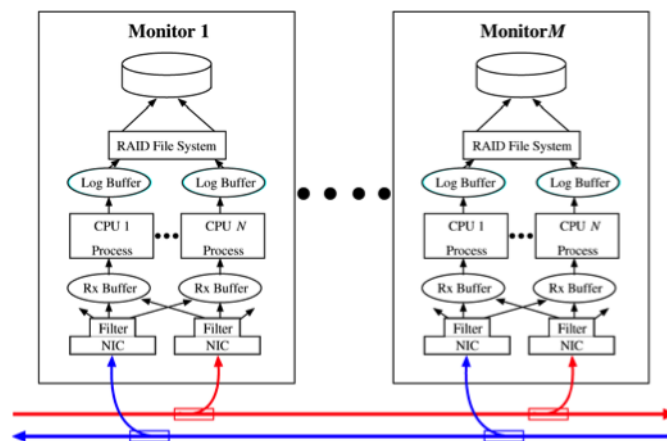 Monitor 1
RAID File System
Log Buffer
Log Buffer
CPU 1
Process
CPU N
Process
Rx Buffer
Rx Buffer
Filter
NIC
Filter
NIC
MonitorM
RAID File System
Log Buffer
Log Buffer
CPU 1
Process
CPU N
Process
Rx Buffer
Rx Buffer
Filter
NIC
Filter
NIC